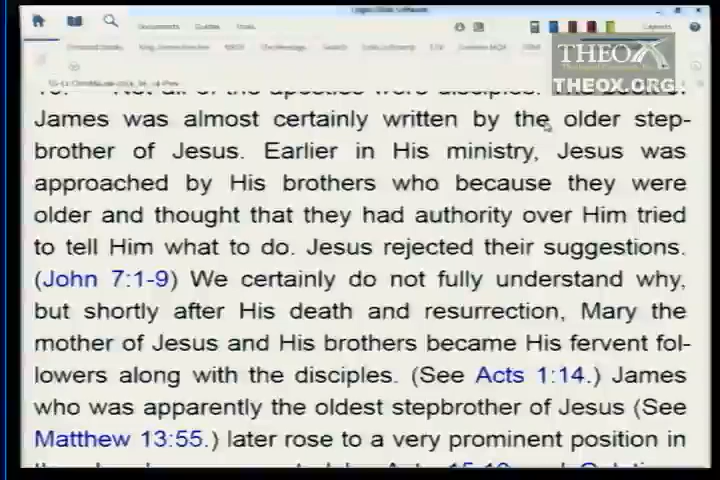 Documents Guides Tools
Layouts
THEOX
THEOX.ORG
James was almost certainly written by the older step-
brother of Jesus. Earlier in His ministry, Jesus was
approached by His brothers who because they were
older and thought that they had authority over Him tried
to tell Him what to do. Jesus rejected their suggestions.
(John 7:1-9) We certainly do not fully understand why,
but shortly after His death and resurrection, Mary the
mother of Jesus and His brothers became His fervent fol-
lowers along with the disciples. (See Acts 1:14.) James
who was apparently the oldest stepbrother of Jesus (See
Matthew 13:55.) later rose to a very prominent position in